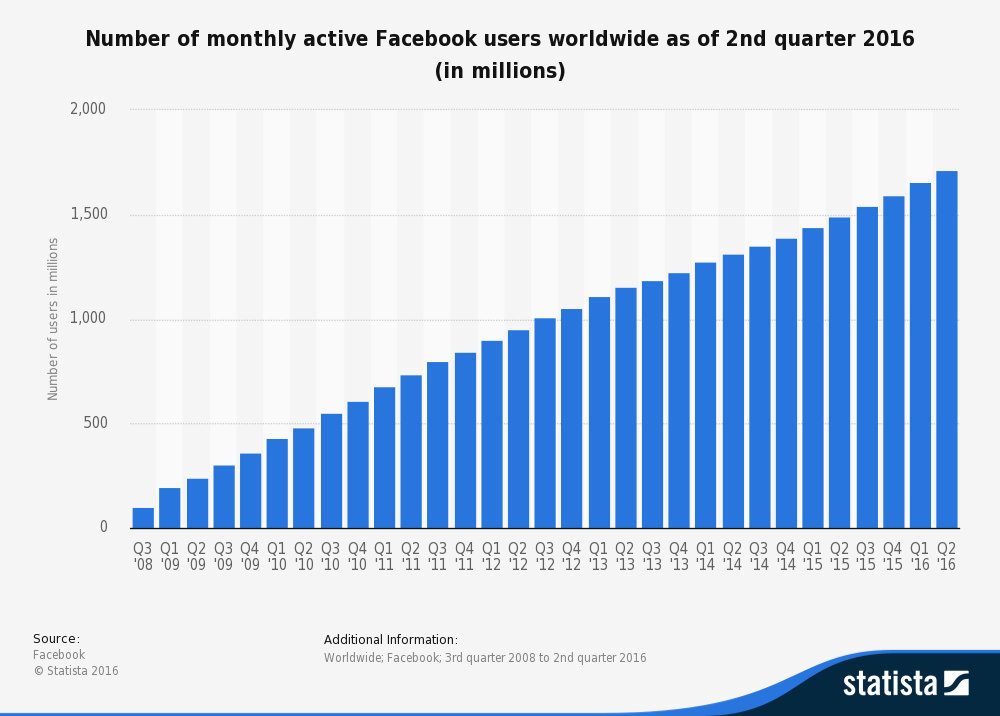 Number of monthly active Facebook users worldwide as of 2nd quarter 2016
(in millions)
2,000
1,500
1,000
500
0
Number of users in millions
Q3 Q1 Q2 Q3 Q4 Q1 Q2 Q3 Q4 Q1 Q2 Q3 Q4 Q1 Q2 Q3 Q4 Q1 Q2 Q3 Q4 Q1 Q2 Q3 Q4 Q1 Q2 Q3 Q4 Q1 Q2
'08 '09 '09 '09 '09 '10 '10 '10 '10 '11 '11 '11 '11 '12 '12 '12 '12 '13 '13 '13 '13 '14 '14 '14 '14 '15 '15 '15 '15 '16 '16
Source:
Facebook
© Statista 2016
Additional Information:
Worldwide; Facebook; 3rd quarter 2008 to 2nd quarter 2016
statista